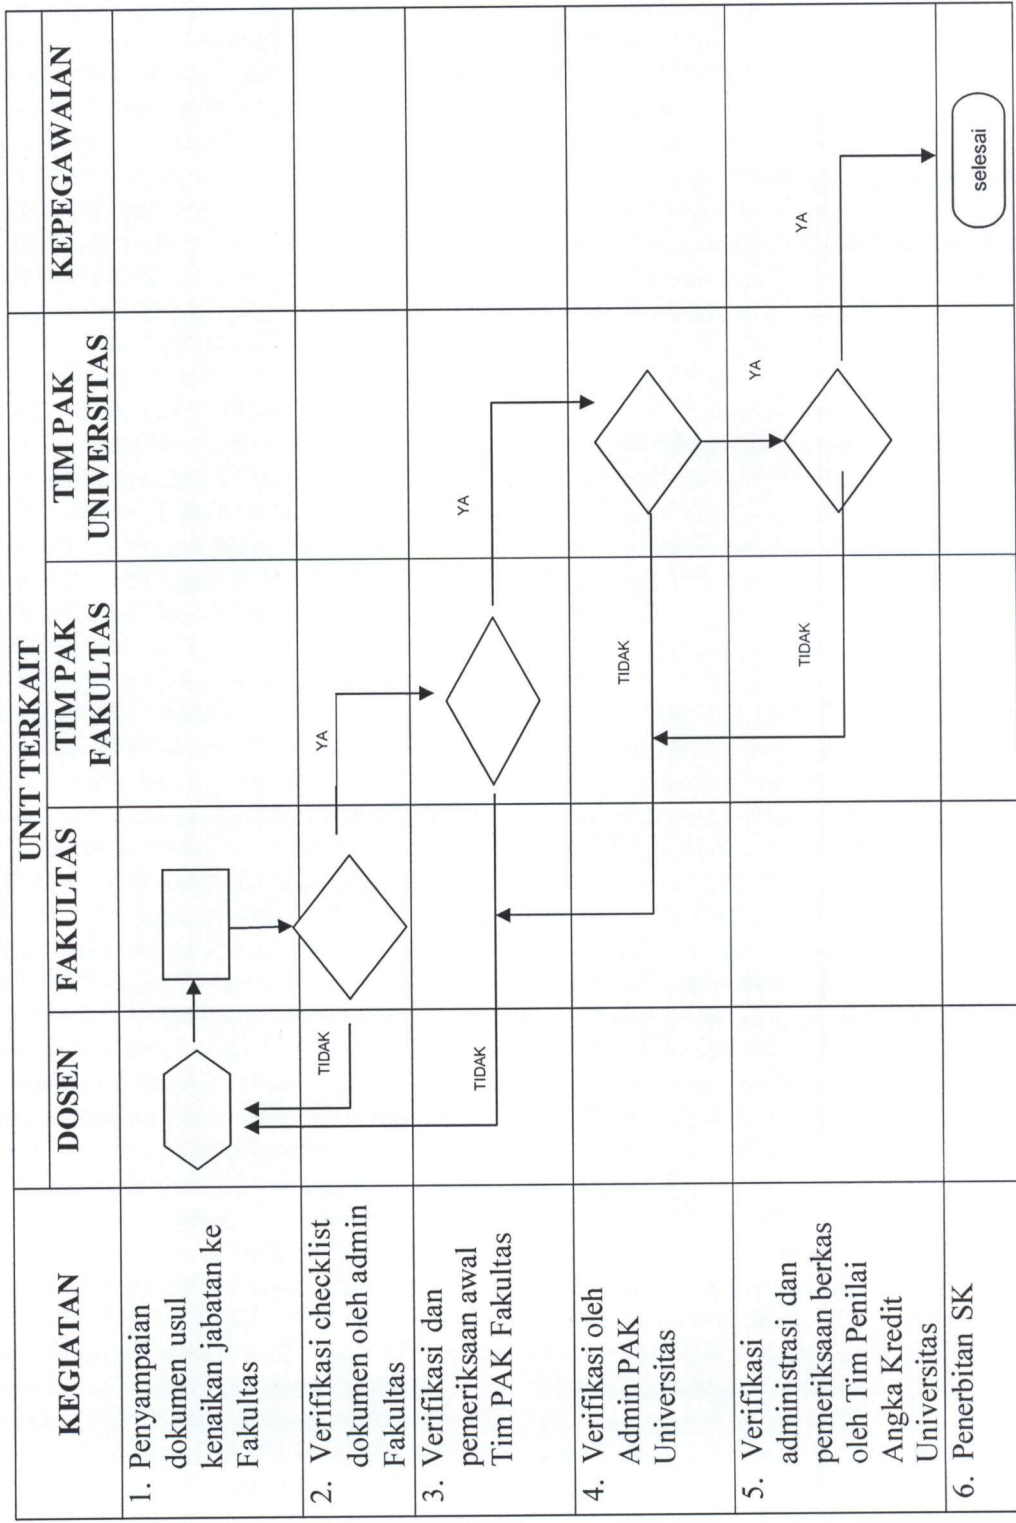 UNIT TERKAIT
KEGIATAN
DOSEN
FAKULTAS
TIM PAK
FAKULTAS
TIM PAK
UNIVERSITAS
KEPEGAWAIAN
1. Penyampaian
dokumen usul
kenaikan jabatan ke
Fakultas
2. Verifikasi checklist
dokumen oleh admin
Fakultas
TIDAK
YA
3. Verifikasi dan
pemeriksaan awal
Tim PAK Fakultas
TIDAK
YA
4. Verifikasi oleh
Admin PAK
Universitas
TIDAK
YA
5. Verifikasi
administrasi dan
pemeriksaan berkas
oleh Tim Penilai
Angka Kredit
Universitas
TIDAK
YA
6. Penerbitan SK
selesai